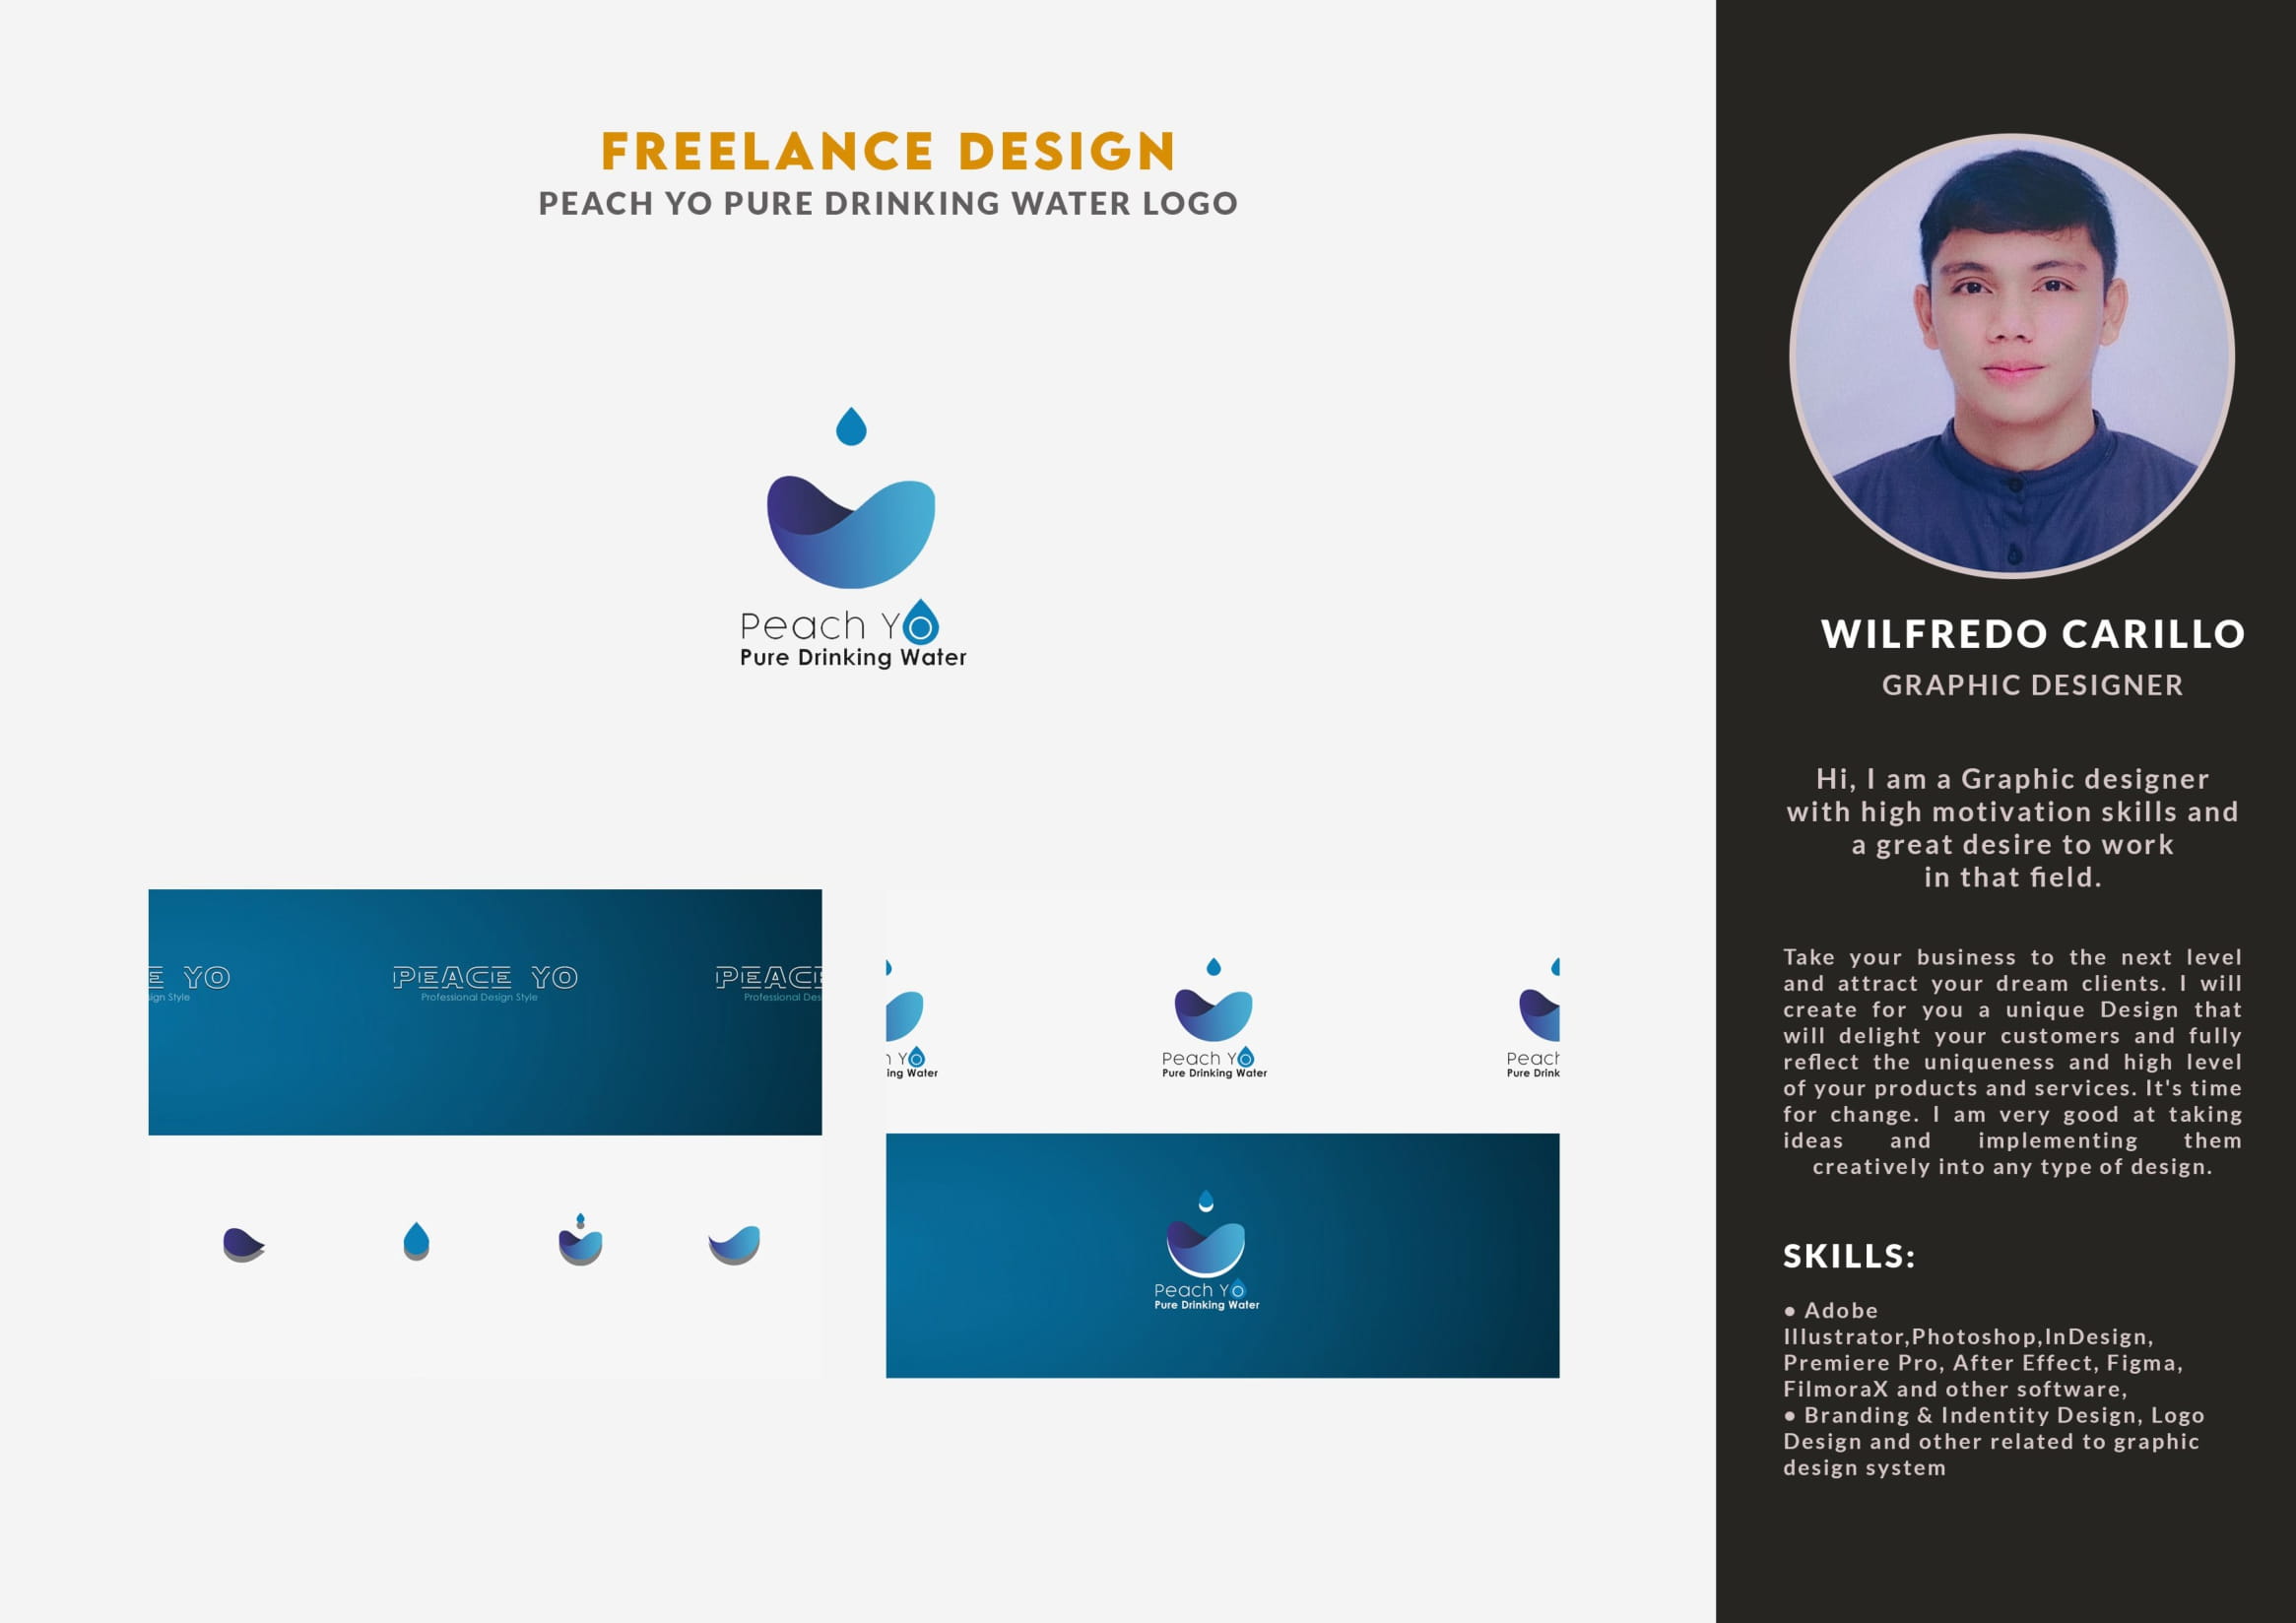 FREELANCE DESIGN
PEACH YO PURE DRINKING WATER LOGO
Peach Yo
Pure Drinking Water
E YO
ign Style
PEACE YO
Professional Design Style
PEACE
Professional Des
h Yo
ing Water
Peach Yo
Pure Drinking Water
Peach
Pure Drink
Peach Yo
Pure Drinking Water
WILFREDO CARILLO
GRAPHIC DESIGNER
Hi, I am a Graphic designer
with high motivation skills and
a great desire to work
in that field.
Take your business to the next level
and attract your dream clients. I will
create for you a unique Design that
will delight your customers and fully
reflect the uniqueness and high level
of your products and services. It's time
for change. I am very good at taking
ideas and implementing them
creatively into any type of design.
SKILLS:
● Adobe
Illustrator,Photoshop,InDesign,
Premiere Pro, After Effect, Figma,
FilmoraX and other software,
● Branding & Indentity Design, Logo
Design and other related to graphic
design system